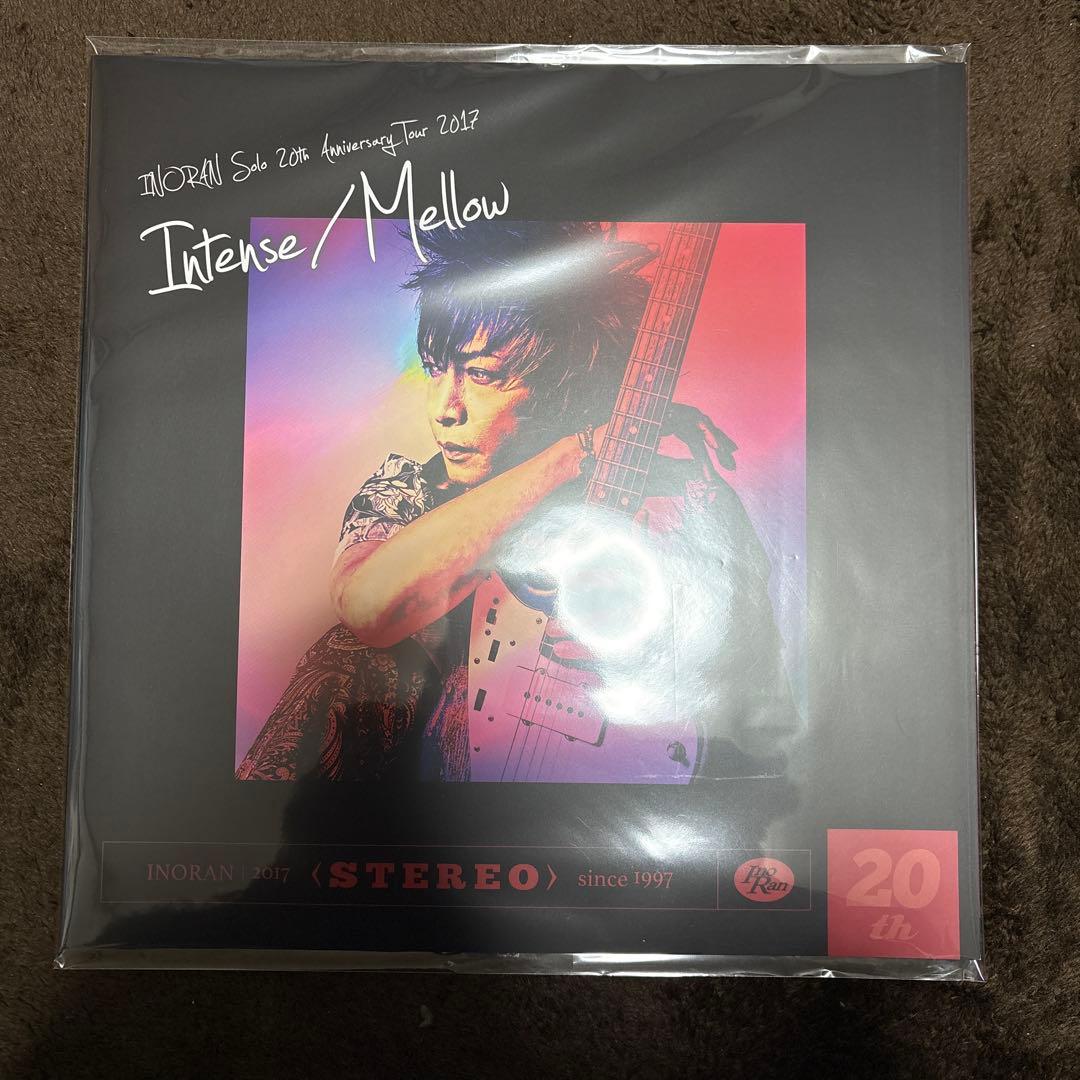 INORAN Solo 20th Anniversary Tour 2017
Intense/Mellow
INORAN | 2017 〈STEREO〉 since 1997
Ino
Ran
20
th